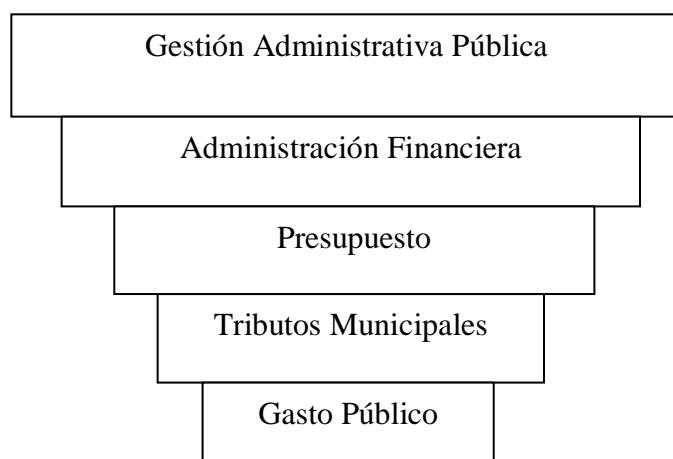 Gestión Administrativa Pública
Administración Financiera
Presupuesto
Tributos Municipales
Gasto Público